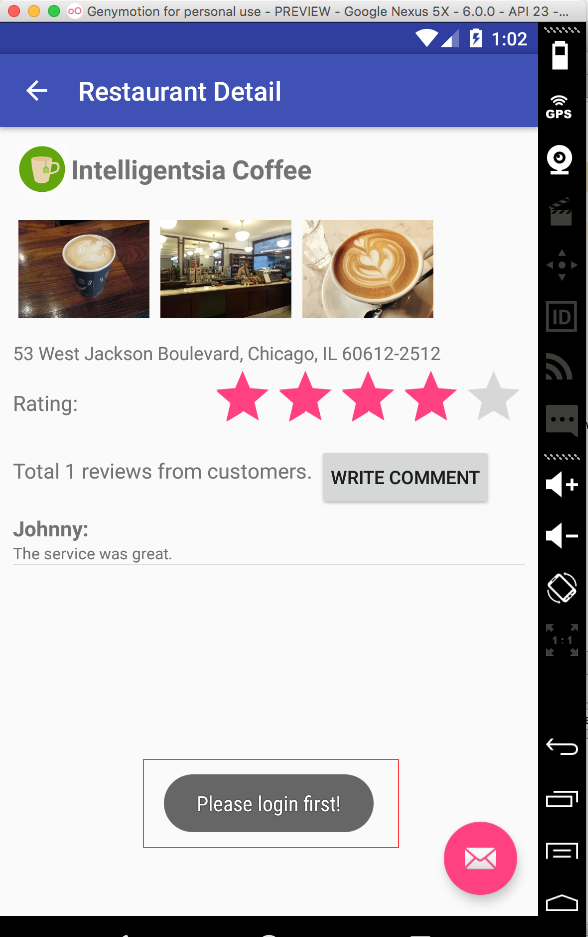 Genymotion for personal use - PREVIEW - Google Nexus 5X - 6.0.0 - API 23 -...
1:02
Restaurant Detail
GPS
Intelligentsia Coffee
ID
53 West Jackson Boulevard, Chicago, IL 60612-2512
Rating:
Total 1 reviews from customers.
WRITE COMMENT
Johnny:
The service was great.
1:1
Please login first!